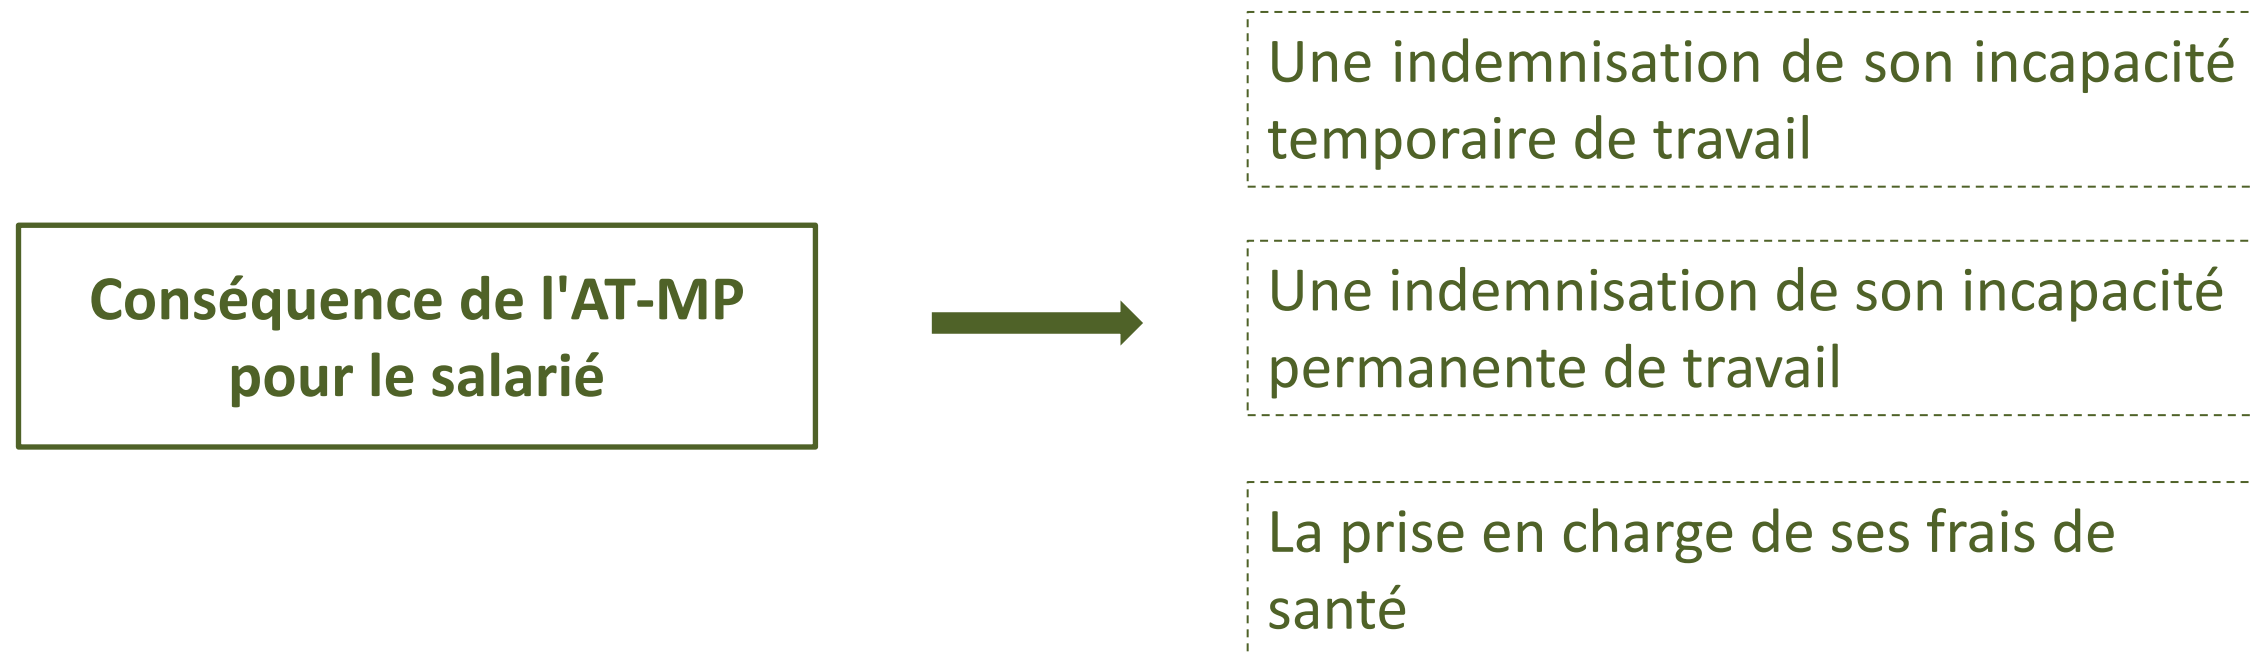 Une indemnisation de son incapacité
temporaire de travail
Conséquence de l'AT-MP
pour le salarié
Une indemnisation de son incapacité
permanente de travail
La prise en charge de ses frais de
santé